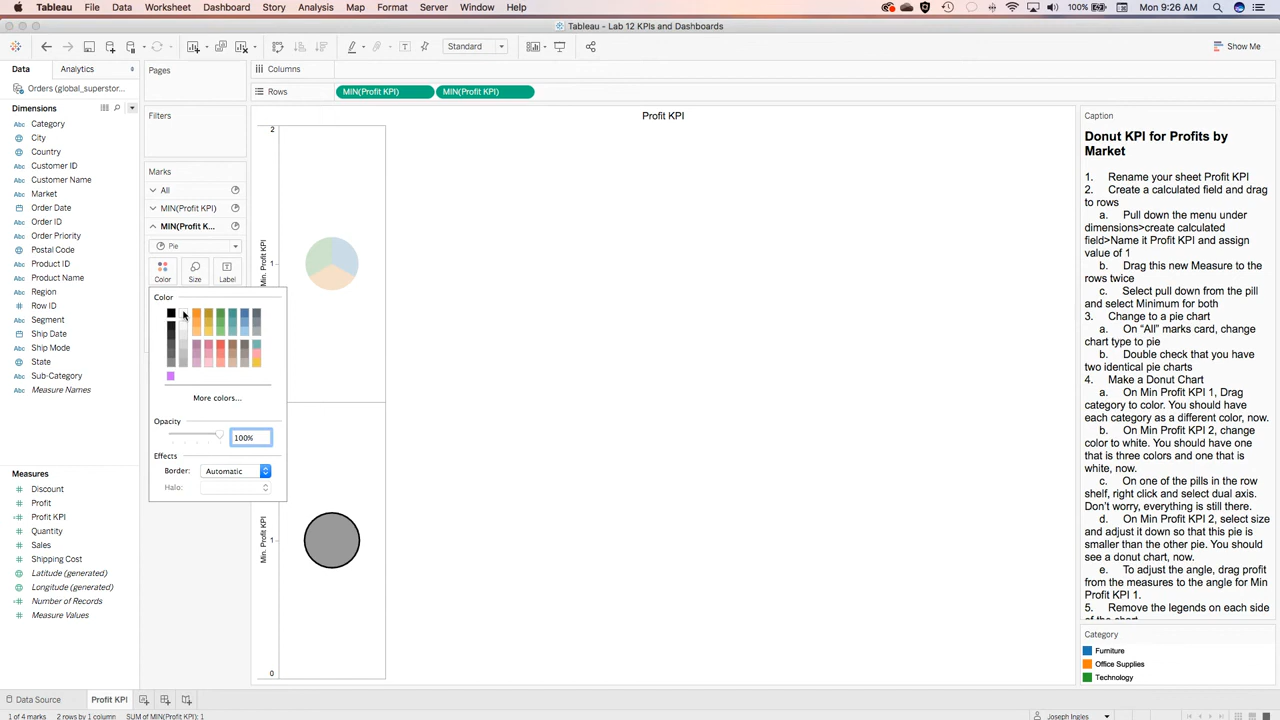 Tableau File Data Worksheet Dashboard Story Analysis Map Format Server Window Help 100% Mon 9:26 AM
Tableau - Lab 12 KPIs and Dashboards
Standard Show Me
Data Analytics
Orders (global_superstor...
Dimensions
Category
City
Country
Customer ID
Customer Name
Market
Order Date
Order ID
Order Priority
Postal Code
Product ID
Product Name
Region
Row ID
Segment
Ship Date
Ship Mode
State
Sub-Category
Measure Names
Measures
Discount
Profit
Profit KPI
Quantity
Sales
Shipping Cost
Latitude (generated)
Longitude (generated)
Number of Records
Measure Values
Pages
Filters
Marks
All
MIN(Profit KPI)
MIN(Profit K...
Pie
Color Size Label
Color
More colors...
Opacity
100%
Effects
Border: Automatic
Halo:
Columns
Rows MIN(Profit KPI) MIN(Profit KPI)
Profit KPI
2
1
Min. Profit KPI
1
Min. Profit KPI
0
Caption
Donut KPI for Profits by
Market
1. Rename your sheet Profit KPI
2. Create a calculated field and drag
to rows
a. Pull down the menu under
dimensions>create calculated
field>Name it Profit KPI and assign
value of 1
b. Drag this new Measure to the
rows twice
c. Select pull down from the pill
and select Minimum for both
3. Change to a pie chart
a. On “All” marks card, change
chart type to pie
b. Double check that you have
two identical pie charts
4. Make a Donut Chart
a. On Min Profit KPI 1, Drag
category to color. You should have
each category as a different color, now.
b. On Min Profit KPI 2, change
color to white. You should have one
that is three colors and one that is
white, now.
c. On one of the pills in the row
shelf, right click and select dual axis.
Don’t worry, everything is still there.
d. On Min Profit KPI 2, select size
and adjust it down so that this pie is
smaller than the other pie. You should
see a donut chart, now.
e. To adjust the angle, drag profit
from the measures to the angle for Min
Profit KPI 1.
5. Remove the legends on each side
of the chart
Category
Furniture
Office Supplies
Technology
Data Source Profit KPI
1 of 4 marks 2 rows by 1 column SUM of MIN(Profit KPI): 1 Joseph Ingles